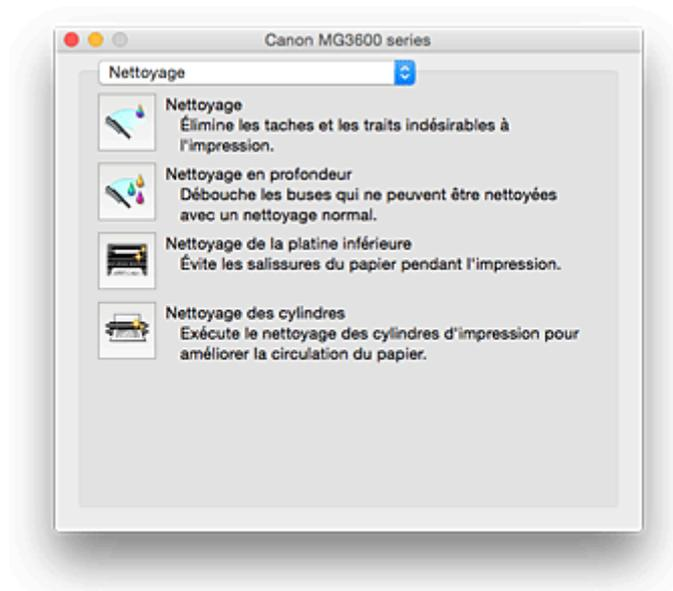 Canon MG3600 series
Nettoyage
Nettoyage
Élimine les taches et les traits indésirables à
l'impression.
Nettoyage en profondeur
Débouche les buses qui ne peuvent être nettoyées
avec un nettoyage normal.
Nettoyage de la platine inférieure
Évite les salissures du papier pendant l'impression.
Nettoyage des cylindres
Exécute le nettoyage des cylindres d'impression pour
améliorer la circulation du papier.